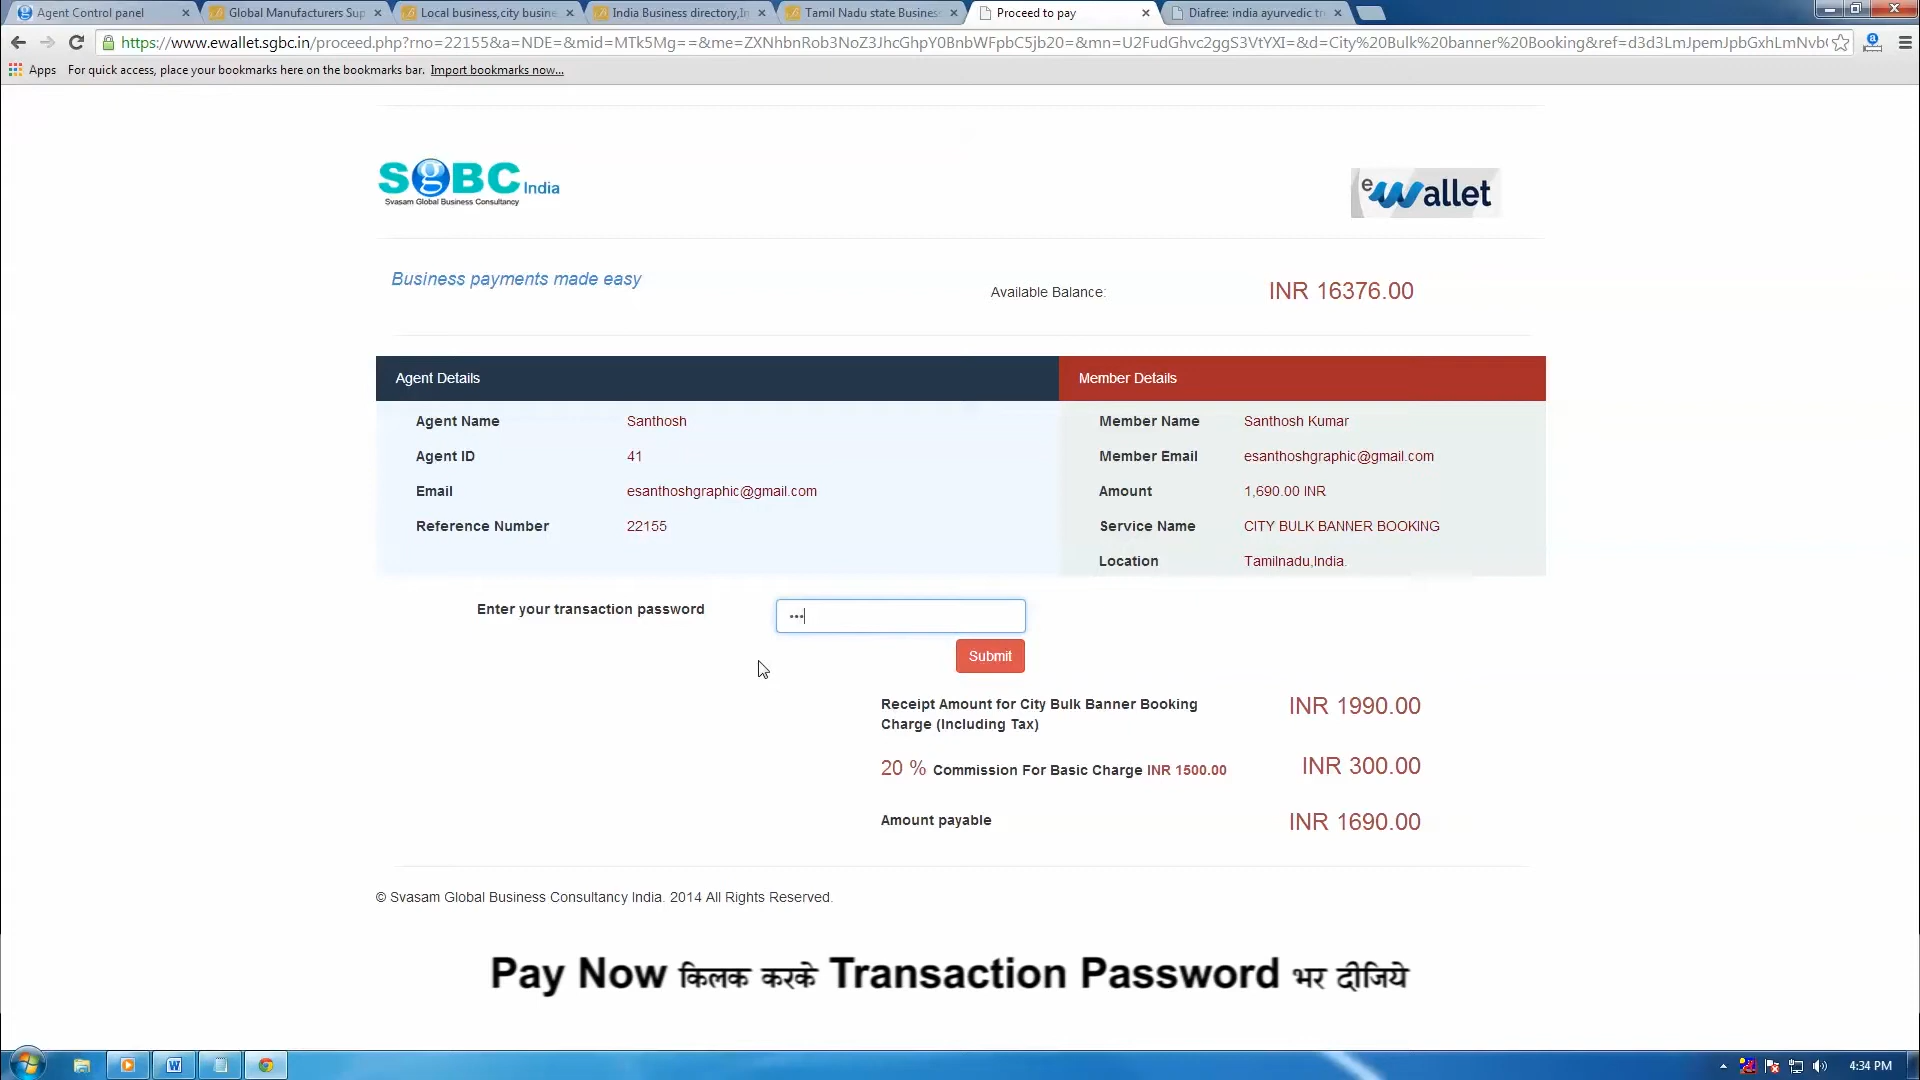 Agent Control panel
Global Manufacturers Sup
Local business,city busine
India Business directory,In
Tamil Nadu state Business
Proceed to pay
Diafree: india ayurvedic tr
https://www.ewallet.sgbc.in/proceed.php?rno=22155&a=NDE=&mid=MTk5Mg==&me=ZXNhbnRob3NoZ3JhcGhpY0BnbWFpbC5jb20=&mn=U2FudGhvc2ggS3VtYXI=&d=City%20Bulk%20banner%20Booking&ref=d3d3LmJpemJpbGxhLmNvb
Apps For quick access, place your bookmarks here on the bookmarks bar. Import bookmarks now...
SgBC India
Svasam Global Business Consultancy
eWallet
Business payments made easy
Available Balance: INR 16376.00
Agent Details
Member Details
Agent Name Santhosh
Agent ID 41
Email esanthoshgraphic@gmail.com
Reference Number 22155
Member Name Santhosh Kumar
Member Email esanthoshgraphic@gmail.com
Amount 1,690.00 INR
Service Name CITY BULK BANNER BOOKING
Location Tamilnadu,India.
Enter your transaction password
Submit
Receipt Amount for City Bulk Banner Booking INR 1990.00
Charge (Including Tax)
20 % Commission For Basic Charge INR 1500.00 INR 300.00
Amount payable INR 1690.00
© Svasam Global Business Consultancy India. 2014 All Rights Reserved.
Pay Now किलक करके Transaction Password भर दीजिये
4:34 PM